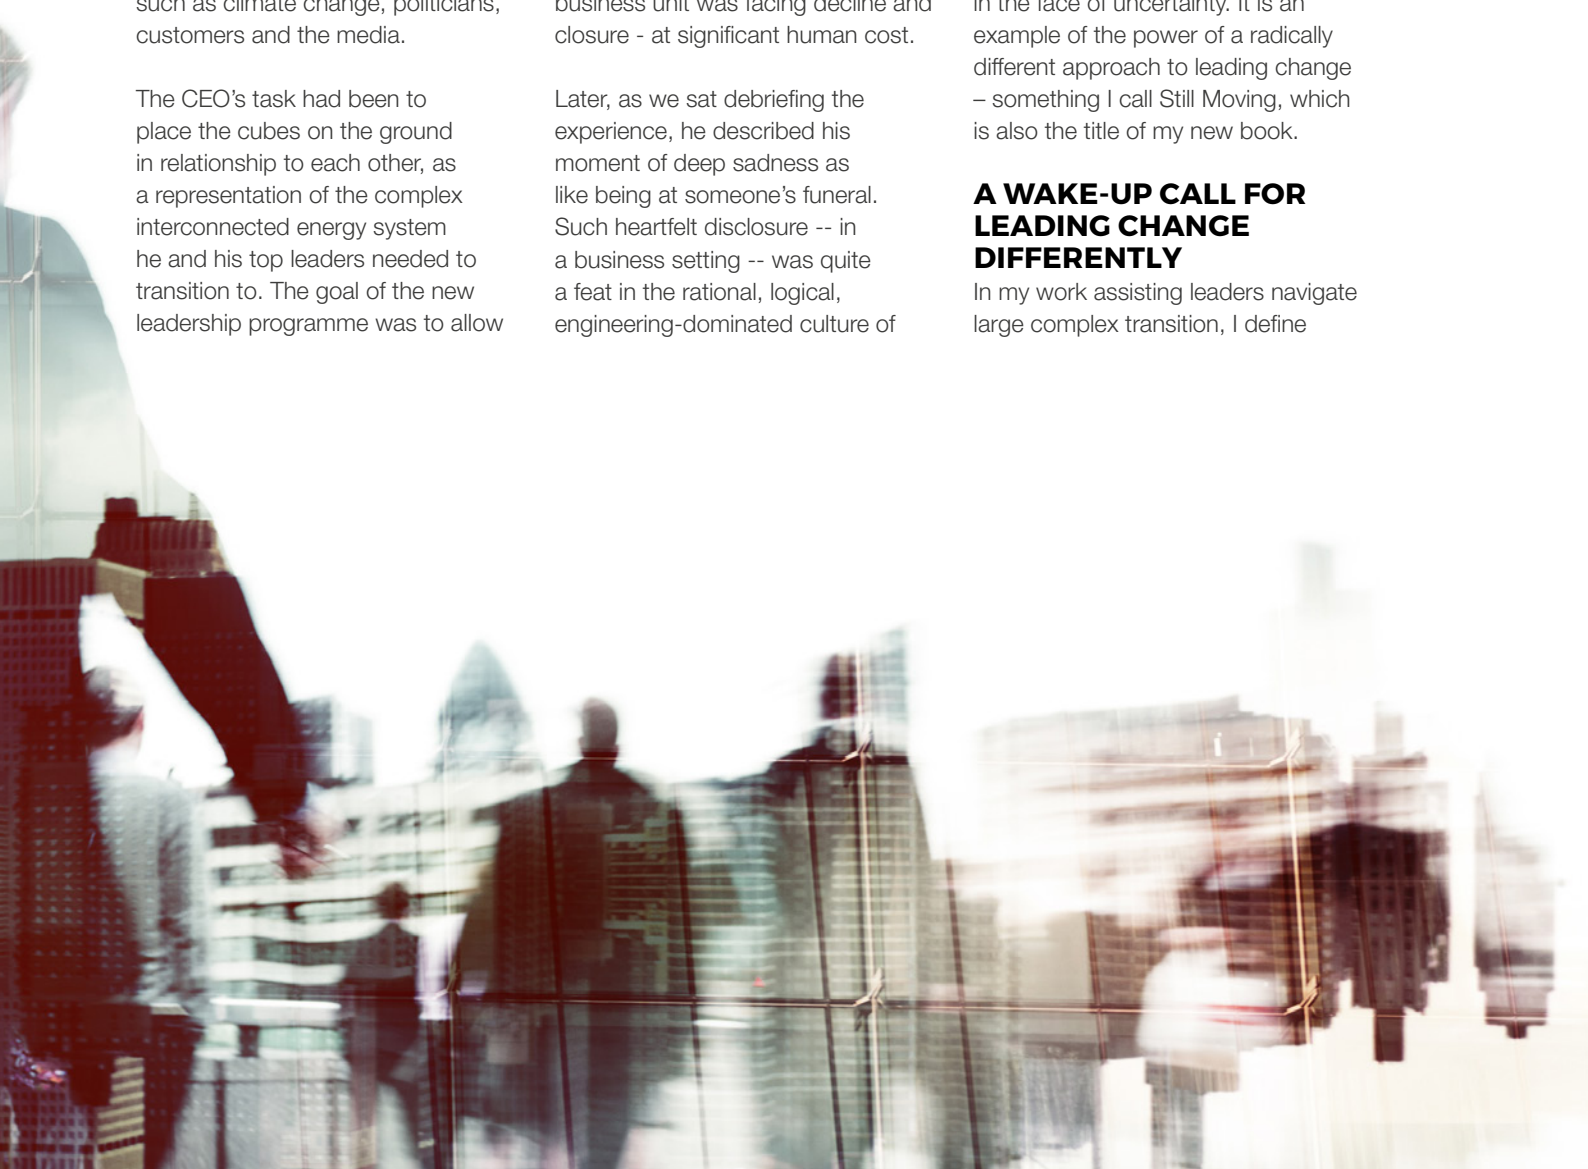 such as climate change, politicians,
customers and the media.
The CEO’s task had been to
place the cubes on the ground
in relationship to each other, as
a representation of the complex
interconnected energy system
he and his top leaders needed to
transition to. The goal of the new
leadership programme was to allow
business unit was facing decline and
closure - at significant human cost.
Later, as we sat debriefing the
experience, he described his
moment of deep sadness as
like being at someone’s funeral.
Such heartfelt disclosure -- in
a business setting -- was quite
a feat in the rational, logical,
engineering-dominated culture of
in the face of uncertainty. It is an
example of the power of a radically
different approach to leading change
– something I call Still Moving, which
is also the title of my new book.
A WAKE-UP CALL FOR
LEADING CHANGE
DIFFERENTLY
In my work assisting leaders navigate
large complex transition, I define